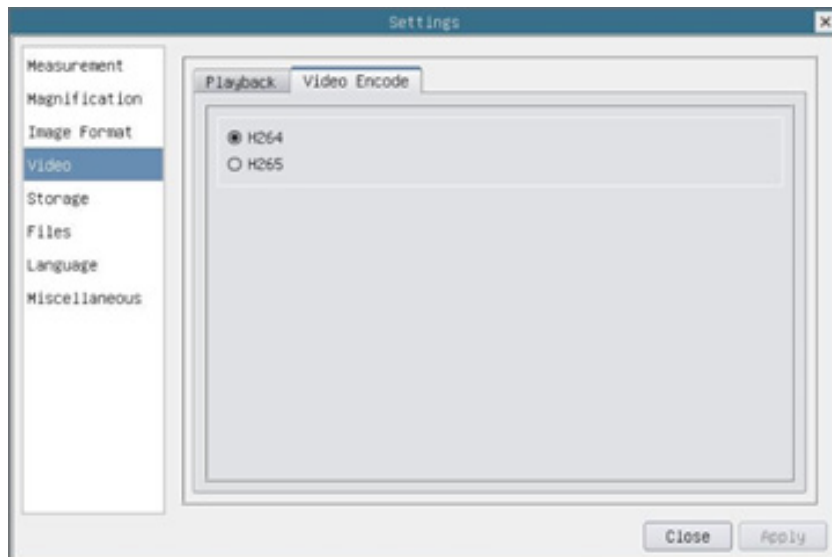 Settings
Measurement
Magnification
Image Format
Video
Storage
Files
Language
Miscellaneous
Playback
Video Encode
H264
H265
Close
Apply